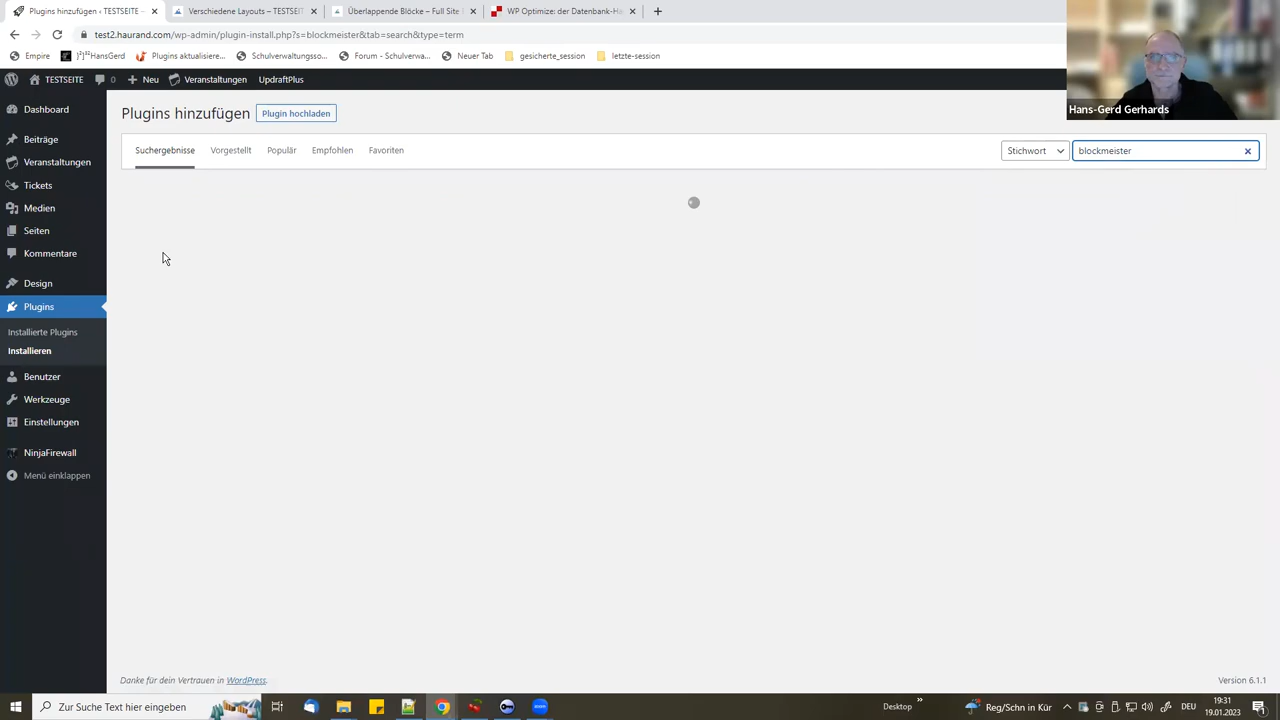 Plugins hinzufügen ‹ TESTSEITE –
Verschiedene Layouts – TESTSEIT
Überlappende Blöcke – Full Site
WP Optimize: der Datenbank-Ha
test2.haurand.com/wp-admin/plugin-install.php?s=blockmeister&tab=search&type=term
Empire
Plugins aktualisiere...
Schulverwaltungsso...
Forum - Schulverwa...
Neuer Tab
gesicherte_session
letzte-session
TESTSEITE
0
Neu
Veranstaltungen
UpdraftPlus
Hans-Gerd Gerhards
Dashboard
Beiträge
Veranstaltungen
Tickets
Medien
Seiten
Kommentare
Design
Plugins
Installierte Plugins
Installieren
Benutzer
Werkzeuge
Einstellungen
NinjaFirewall
Menü einklappen
Plugins hinzufügen
Plugin hochladen
Suchergebnisse
Vorgestellt
Populär
Empfohlen
Favoriten
Stichwort
blockmeister
Danke für dein Vertrauen in WordPress.
Version 6.1.1
Zur Suche Text hier eingeben
Desktop
Reg/Schn in Kür
DEU
19:31
19.01.2023